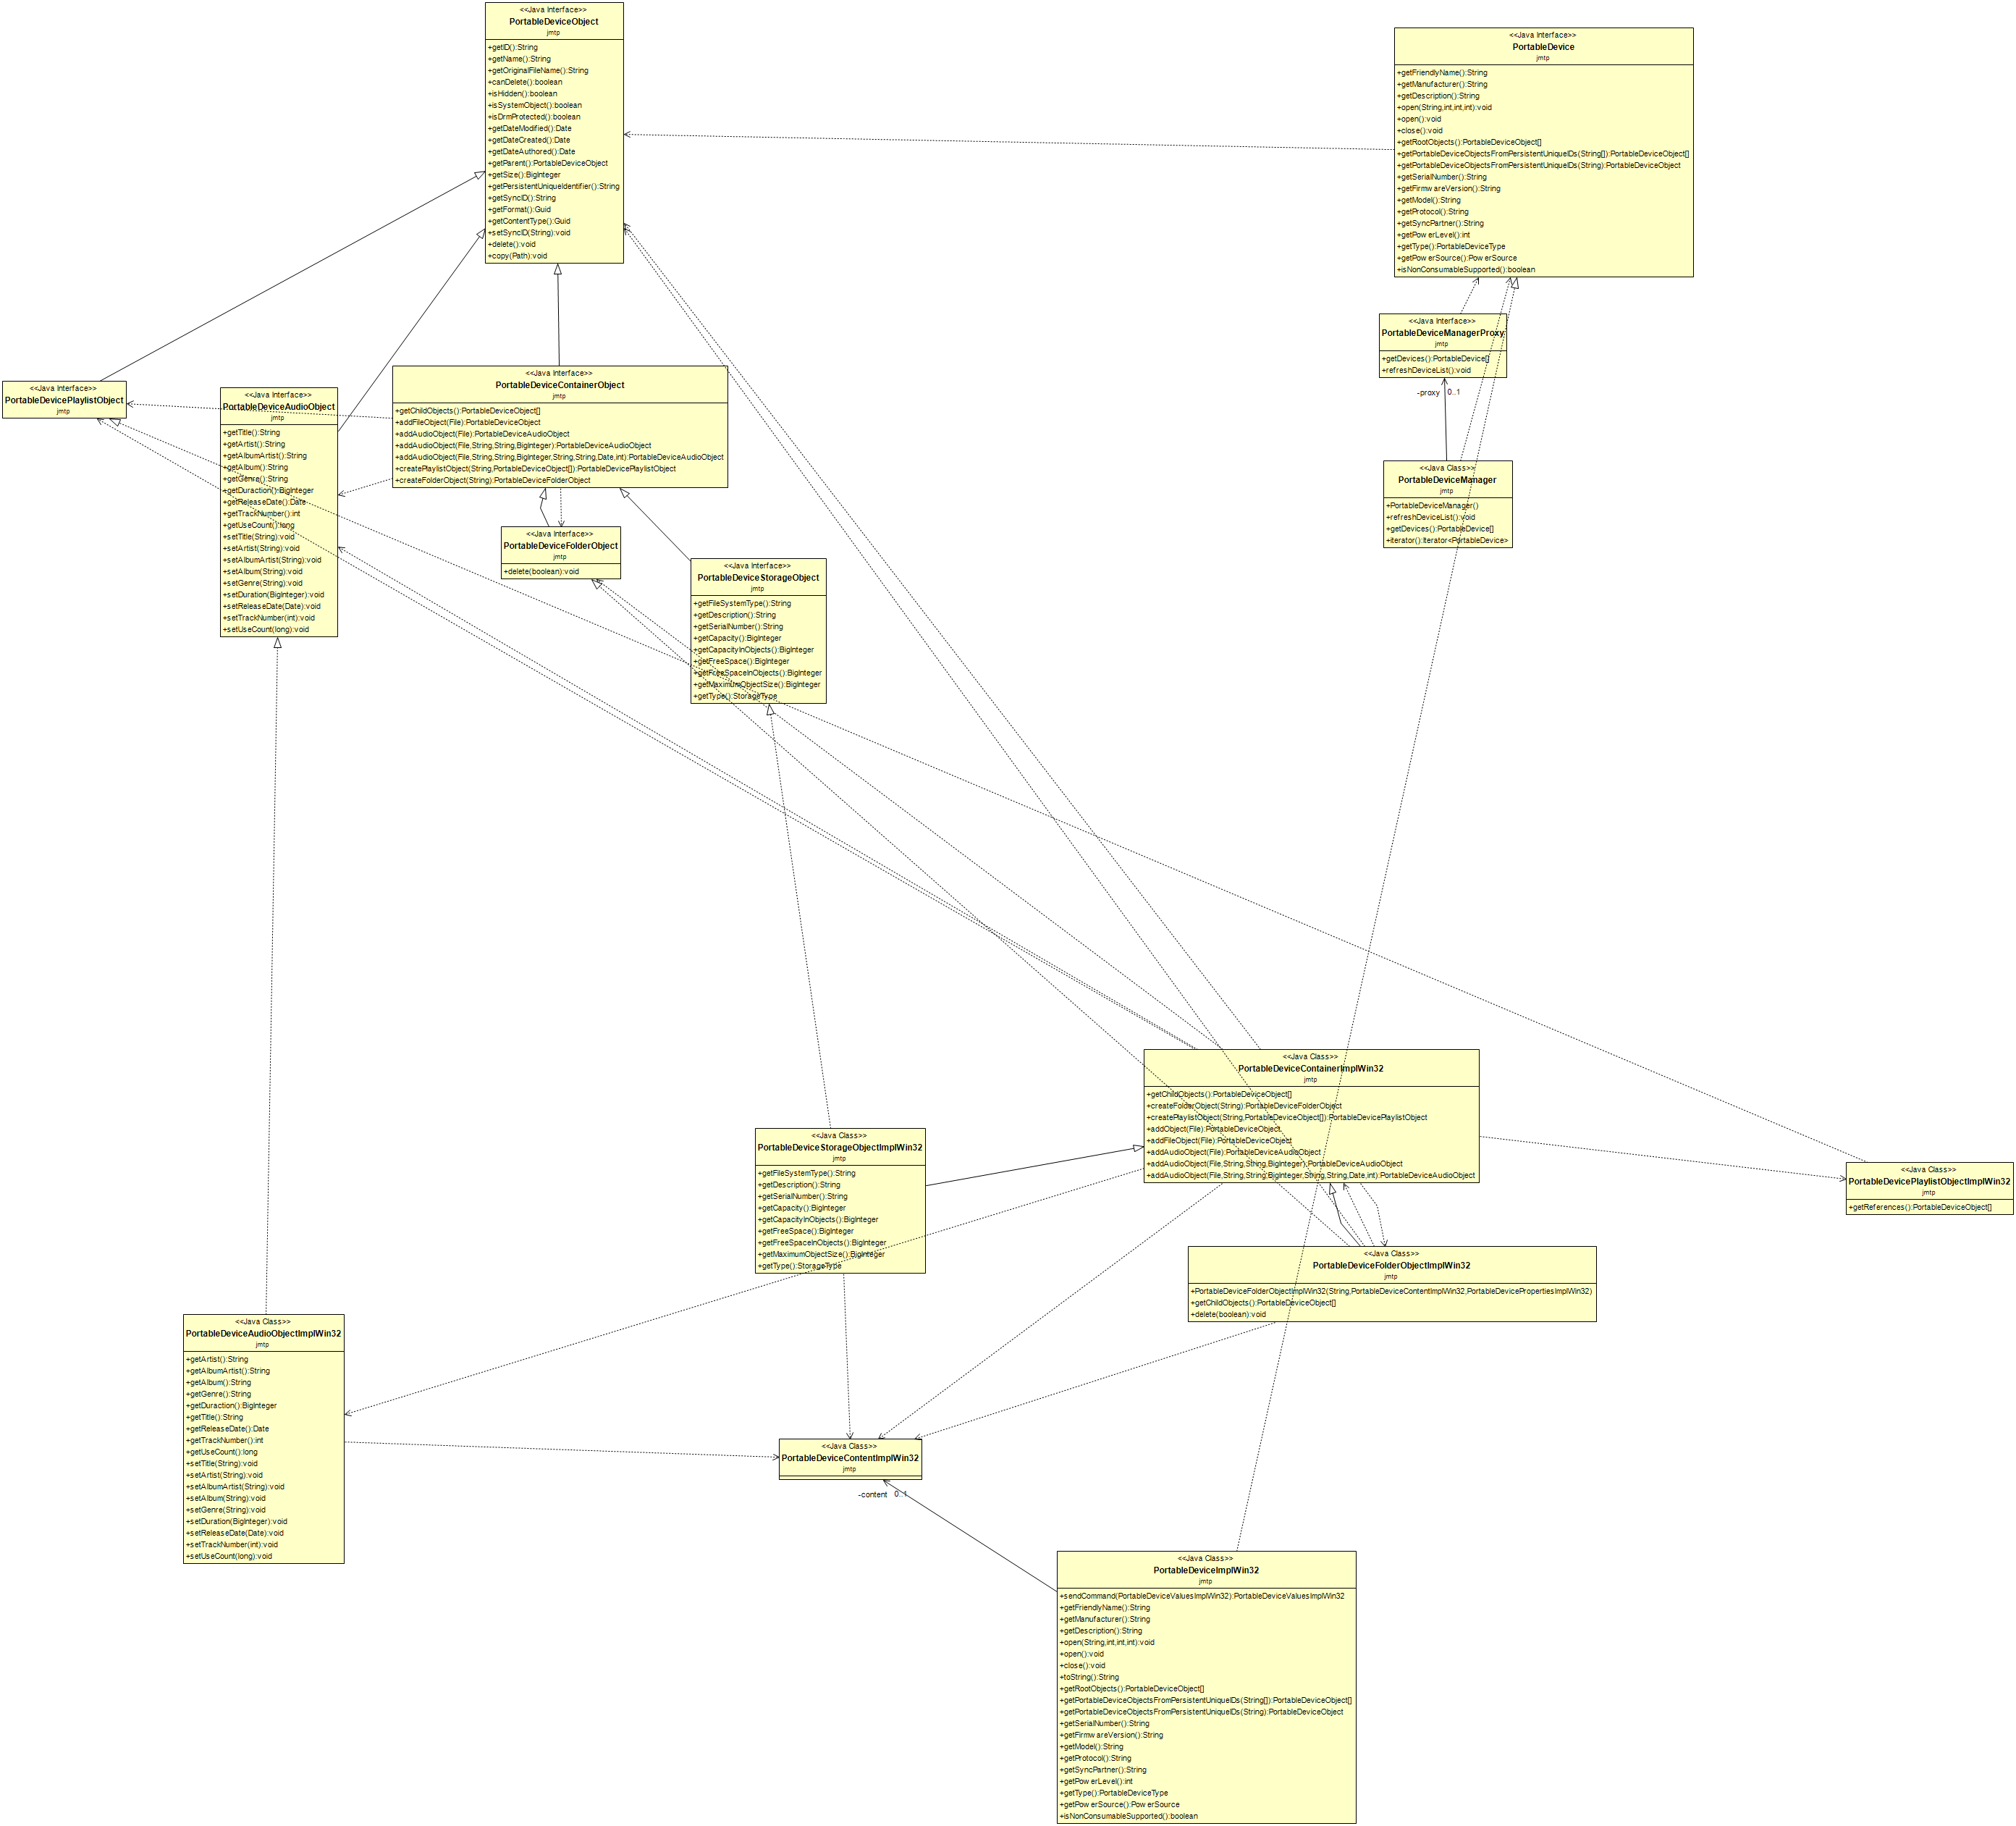 <<Java Interface>>
PortableDeviceObject
jmtp
+getID():String
+getName():String
+getOriginalFileName():String
+canDelete():boolean
+isHidden():boolean
+isSystemObject():boolean
+isDrmProtected():boolean
+getDateModified():Date
+getDateCreated():Date
+getDateAuthored():Date
+getParent():PortableDeviceObject
+getSize():BigInteger
+getPersistentUniqueIdentifier():String
+getSyncID():String
+getFormat():Guid
+getContentType():Guid
+setSyncID(String):void
+delete():void
+copy(Path):void
<<Java Interface>>
PortableDevice
jmtp
+getFriendlyName():String
+getManufacturer():String
+getDescription():String
+open(String,int,int,int):void
+open():void
+close():void
+getRootObjects():PortableDeviceObject[]
+getPortableDeviceObjectsFromPersistentUniqueIDs(String[]):PortableDeviceObject[]
+getPortableDeviceObjectsFromPersistentUniqueIDs(String):PortableDeviceObject
+getSerialNumber():String
+getFirmwareVersion():String
+getModel():String
+getProtocol():String
+getSyncPartner():String
+getPowerLevel():int
+getType():PortableDeviceType
+getPowerSource():PowerSource
+isNonConsumableSupported():boolean
<<Java Interface>>
PortableDeviceManagerProxy
jmtp
+getDevices():PortableDevice[]
+refreshDeviceList():void
-proxy 0..1
<<Java Class>>
PortableDeviceManager
jmtp
+PortableDeviceManager()
+refreshDeviceList():void
+getDevices():PortableDevice[]
+iterator():Iterator<PortableDevice>
<<Java Interface>>
PortableDevicePlaylistObject
jmtp
<<Java Interface>>
PortableDeviceAudioObject
jmtp
+getTitle():String
+getArtist():String
+getAlbumArtist():String
+getAlbum():String
+getGenre():String
+getDuraction():BigInteger
+getReleaseDate():Date
+getTrackNumber():int
+getUseCount():long
+setTitle(String):void
+setArtist(String):void
+setAlbumArtist(String):void
+setAlbum(String):void
+setGenre(String):void
+setDuration(BigInteger):void
+setReleaseDate(Date):void
+setTrackNumber(int):void
+setUseCount(long):void
<<Java Interface>>
PortableDeviceContainerObject
jmtp
+getChildObjects():PortableDeviceObject[]
+addFileObject(File):PortableDeviceObject
+addAudioObject(File):PortableDeviceAudioObject
+addAudioObject(File,String,String,BigInteger):PortableDeviceAudioObject
+addAudioObject(File,String,String,BigInteger,String,String,Date,int):PortableDeviceAudioObject
+createPlaylistObject(String,PortableDeviceObject[]):PortableDevicePlaylistObject
+createFolderObject(String):PortableDeviceFolderObject
<<Java Interface>>
PortableDeviceFolderObject
jmtp
+delete(boolean):void
<<Java Interface>>
PortableDeviceStorageObject
jmtp
+getFileSystemType():String
+getDescription():String
+getSerialNumber():String
+getCapacity():BigInteger
+getCapacityInObjects():BigInteger
+getFreeSpace():BigInteger
+getFreeSpaceInObjects():BigInteger
+getMaximumObjectSize():BigInteger
+getType():StorageType
<<Java Class>>
PortableDeviceContainerImplWin32
jmtp
+getChildObjects():PortableDeviceObject[]
+createFolderObject(String):PortableDeviceFolderObject
+createPlaylistObject(String,PortableDeviceObject[]):PortableDevicePlaylistObject
+addObject(File):PortableDeviceObject
+addFileObject(File):PortableDeviceObject
+addAudioObject(File):PortableDeviceAudioObject
+addAudioObject(File,String,String,BigInteger):PortableDeviceAudioObject
+addAudioObject(File,String,String,BigInteger,String,String,Date,int):PortableDeviceAudioObject
<<Java Class>>
PortableDeviceStorageObjectImplWin32
jmtp
+getFileSystemType():String
+getDescription():String
+getSerialNumber():String
+getCapacity():BigInteger
+getCapacityInObjects():BigInteger
+getFreeSpace():BigInteger
+getFreeSpaceInObjects():BigInteger
+getMaximumObjectSize():BigInteger
+getType():StorageType
<<Java Class>>
PortableDevicePlaylistObjectImplWin32
jmtp
+getReferences():PortableDeviceObject[]
<<Java Class>>
PortableDeviceFolderObjectImplWin32
jmtp
+PortableDeviceFolderObjectImplWin32(String,PortableDeviceContentImplWin32,PortableDevicePropertiesImplWin32)
+getChildObjects():PortableDeviceObject[]
+delete(boolean):void
<<Java Class>>
PortableDeviceAudioObjectImplWin32
jmtp
+getArtist():String
+getAlbumArtist():String
+getAlbum():String
+getGenre():String
+getDuraction():BigInteger
+getTitle():String
+getReleaseDate():Date
+getTrackNumber():int
+getUseCount():long
+setTitle(String):void
+setArtist(String):void
+setAlbumArtist(String):void
+setAlbum(String):void
+setGenre(String):void
+setDuration(BigInteger):void
+setReleaseDate(Date):void
+setTrackNumber(int):void
+setUseCount(long):void
<<Java Class>>
PortableDeviceContentImplWin32
jmtp
-content 0..1
<<Java Class>>
PortableDeviceImplWin32
jmtp
+sendCommand(PortableDeviceValuesImplWin32):PortableDeviceValuesImplWin32
+getFriendlyName():String
+getManufacturer():String
+getDescription():String
+open(String,int,int,int):void
+open():void
+close():void
+toString():String
+getRootObjects():PortableDeviceObject[]
+getPortableDeviceObjectsFromPersistentUniqueIDs(String[]):PortableDeviceObject[]
+getPortableDeviceObjectsFromPersistentUniqueIDs(String):PortableDeviceObject
+getSerialNumber():String
+getFirmwareVersion():String
+getModel():String
+getProtocol():String
+getSyncPartner():String
+getPowerLevel():int
+getType():PortableDeviceType
+getPowerSource():PowerSource
+isNonConsumableSupported():boolean